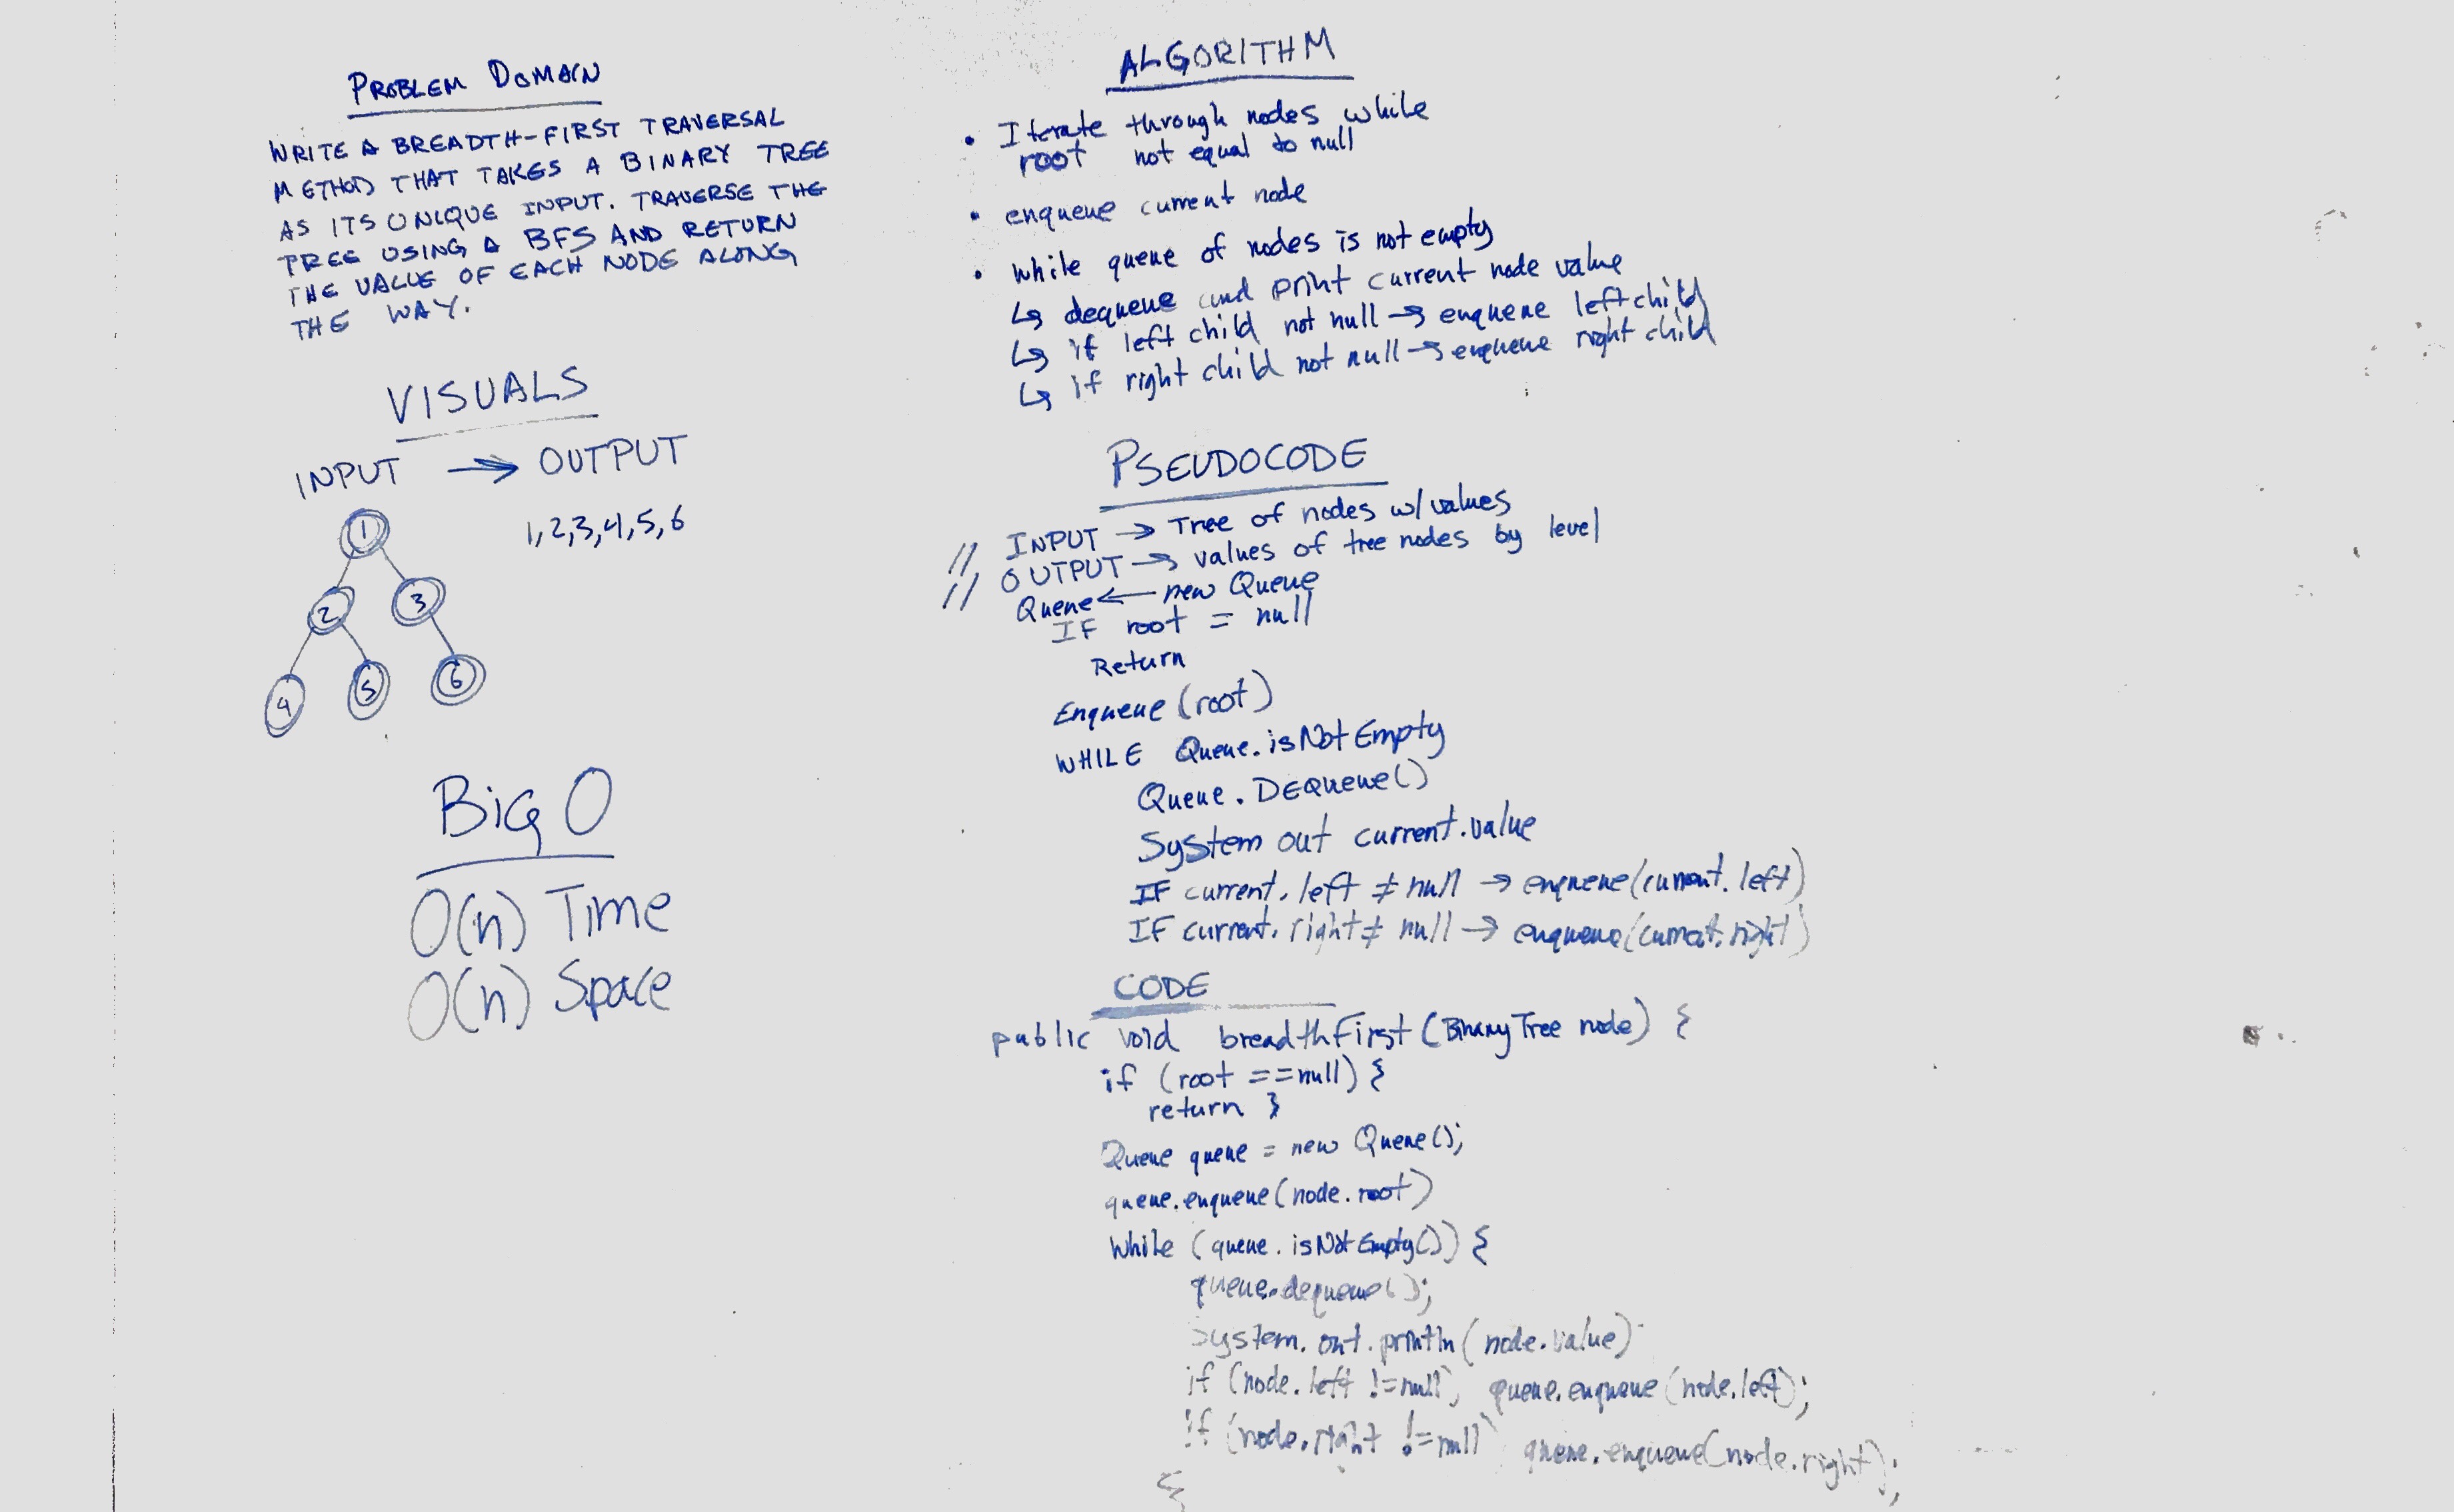 PROBLEM DOMAIN
WRITE A BREADTH-FIRST TRAVERSAL
METHOD THAT TAKES A BINARY TREE
AS ITS UNIQUE INPUT. TRAVERSE THE
TREE USING A BFS AND RETURN
THE VALUE OF EACH NODE ALONG
THE WAY.
VISUALS
INPUT → OUTPUT
1
1,2,3,4,5,6
2 3
4 5 6
Big O
O(n) Time
O(n) Space
ALGORITHM
• Iterate through nodes while
root not equal to null
• enqueue current node
• while queue of nodes is not empty
↳ dequeue and print current node value
↳ if left child not null → enqueue left child
↳ if right child not null → enqueue right child
PSEUDOCODE
// INPUT → Tree of nodes w/values
// OUTPUT → values of tree nodes by level
Queue ← new Queue
IF root = null
Return
Enqueue (root)
WHILE Queue.isNotEmpty
Queue.DEQueue()
System out current.value
IF current.left ≠ null → enqueue(current.left)
IF current.right ≠ null → enqueue(current.right)
CODE
public void breadthFirst (BinaryTree node) {
if (root ==null) {
return }
Queue queue = new Queue();
queue.enqueue(node.root)
While (queue.isNotEmpty()) {
queue.dequeue();
System.out.println(node.value)
if (node.left !=null) queue.enqueue(node.left);
if (node.right !=null) queue.enqueue(node.right);
}